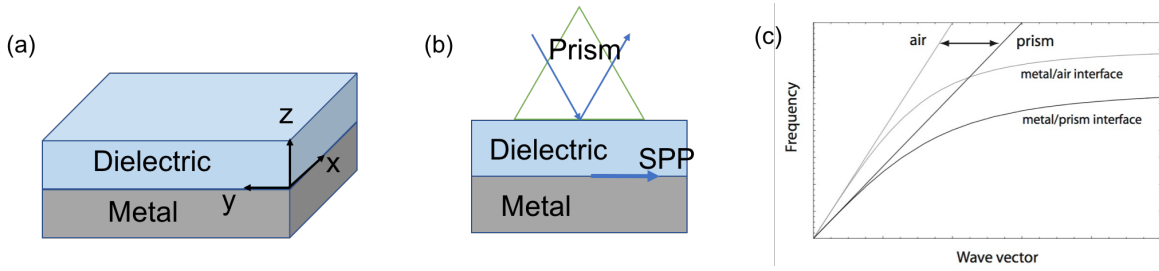 (a)
z
Dielectric
x
y
Metal
(b)
Prism
Dielectric
SPP
Metal
(c)
air
prism
metal/air interface
metal/prism interface
Frequency
Wave vector